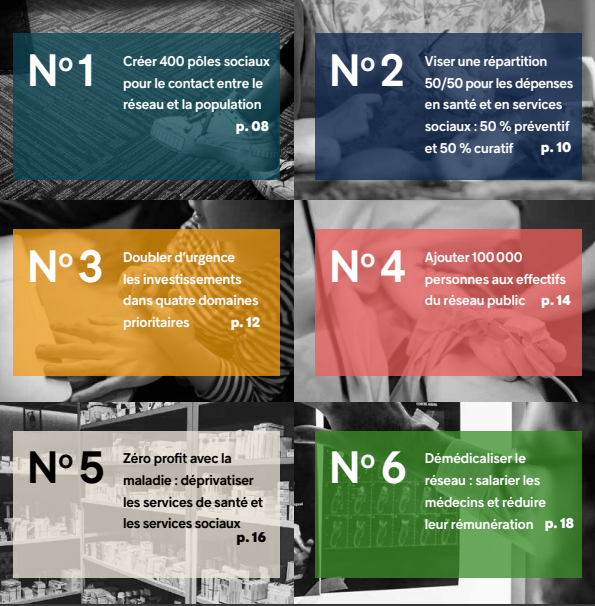 Nº 1
Créer 400 pôles sociaux
pour le contact entre le
réseau et la population
p. 08
Nº 2
Viser une répartition
50/50 pour les dépenses
en santé et en services
sociaux : 50 % préventif
et 50 % curatif p. 10
Nº 3
Doubler d’urgence
les investissements
dans quatre domaines
prioritaires p. 12
Nº 4
Ajouter 100 000
personnes aux effectifs
du réseau public p. 14
Nº 5
Zéro profit avec la
maladie : déprivatiser
les services de santé et
les services sociaux
p. 16
Nº 6
Démédicaliser le
réseau : salarier les
médecins et réduire
leur rémunération p. 18